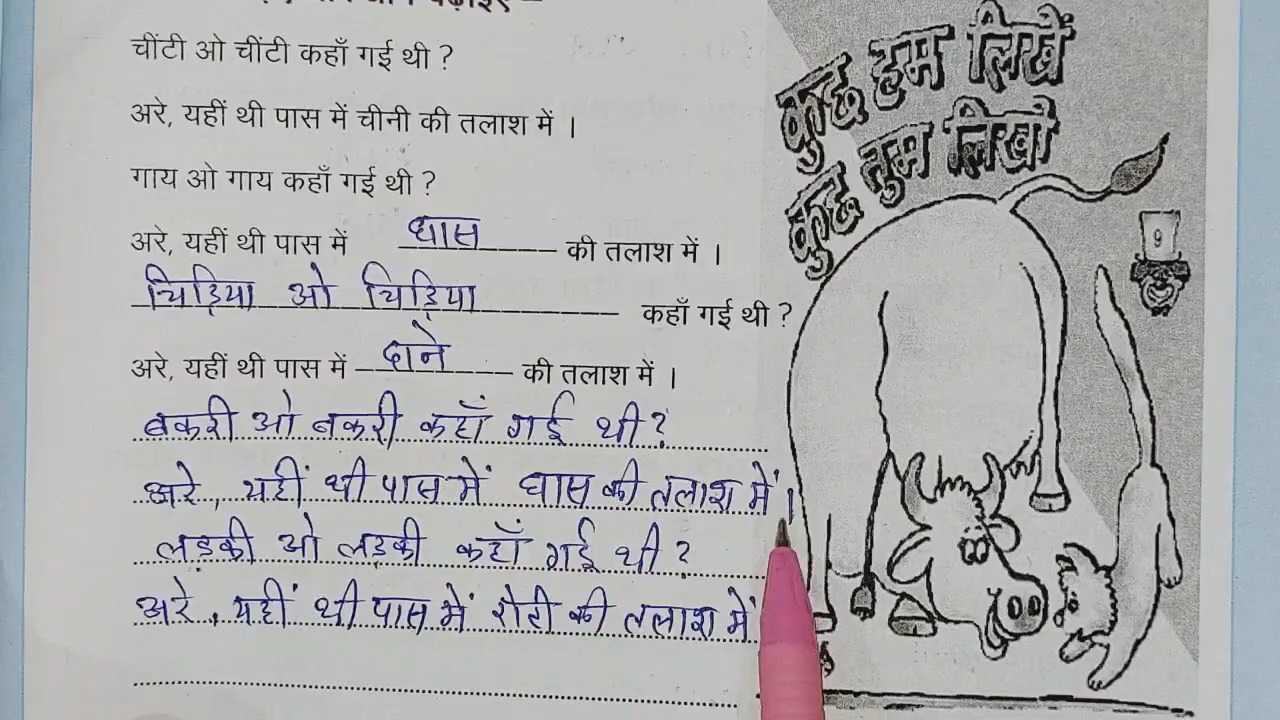 चींटी ओ चींटी कहाँ गई थी ?
अरे, यहीं थी पास में चीनी की तलाश में ।
गाय ओ गाय कहाँ गई थी ?
अरे, यहीं थी पास में घास की तलाश में ।
चिड़िया ओ चिड़िया कहाँ गई थी ?
अरे, यहीं थी पास में दाने की तलाश में ।
बकरी ओ बकरी कहाँ गई थी ?
अरे, यहीं थी पास में घास की तलाश में ।
लड़की ओ लड़की कहाँ गई थी ?
अरे, यहीं थी पास में रोटी की तलाश में
कुछ हम लिखें
कुछ तुम लिखो
9